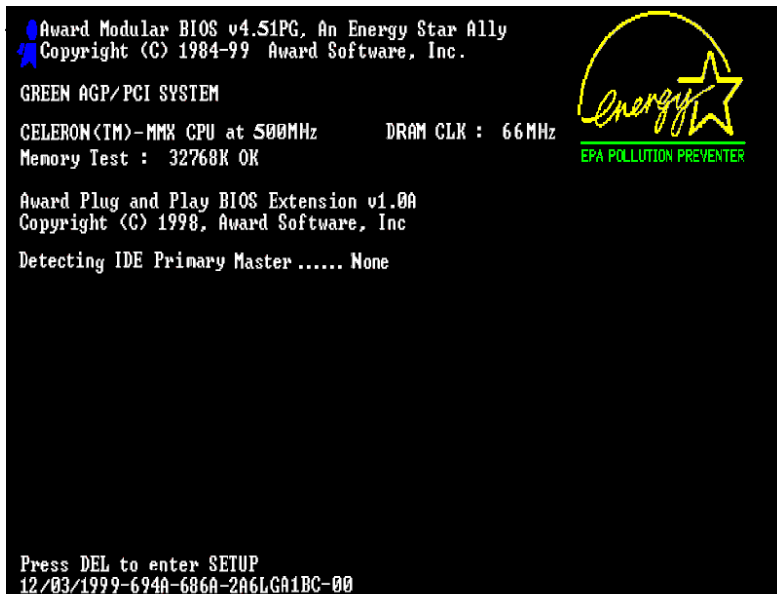 Award Modular BIOS v4.51PG, An Energy Star Ally
Copyright (C) 1984-99 Award Software, Inc.
GREEN AGP/PCI SYSTEM
energy
CELERON(TM)-MMX CPU at 500MHz DRAM CLK : 66MHz
Memory Test : 32768K OK
EPA POLLUTION PREVENTER
Award Plug and Play BIOS Extension v1.0A
Copyright (C) 1998, Award Software, Inc
Detecting IDE Primary Master ...... None
Press DEL to enter SETUP
12/03/1999-694A-686A-2A6LGA1BC-00